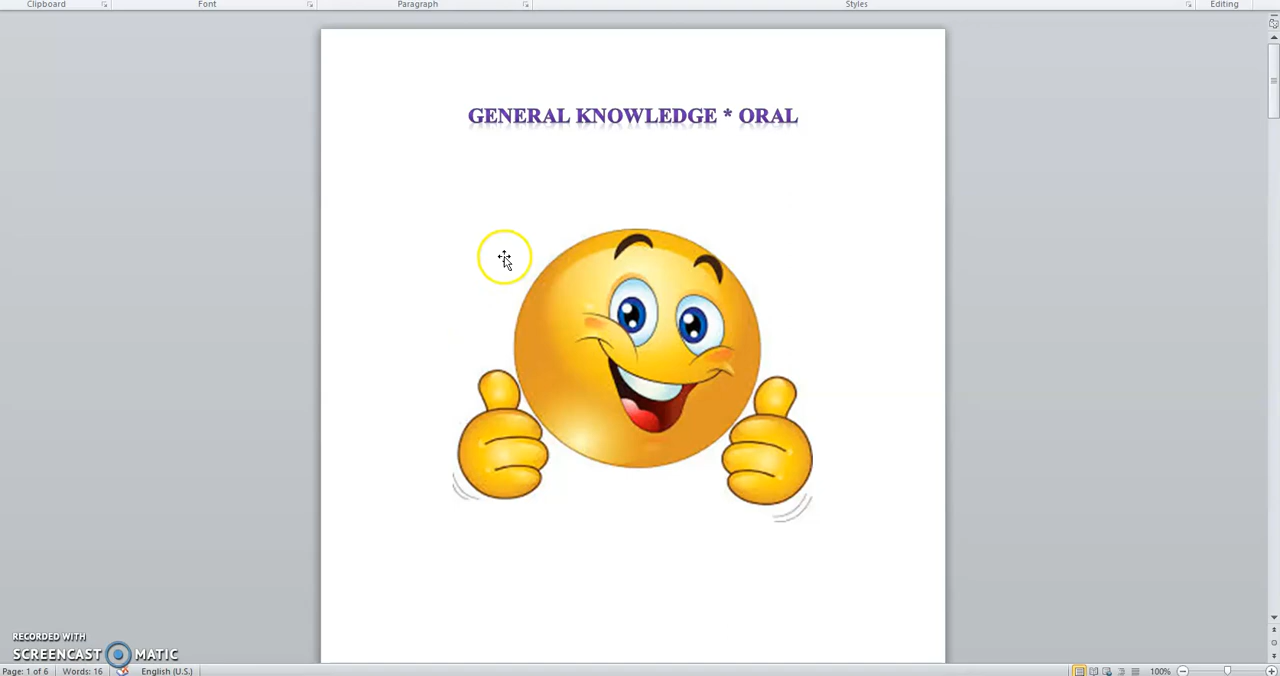 Clipboard Font Paragraph Styles Editing
GENERAL KNOWLEDGE * ORAL
RECORDED WITH
SCREENCAST MATIC
Page: 1 of 6 Words: 16 English (U.S.) 100%